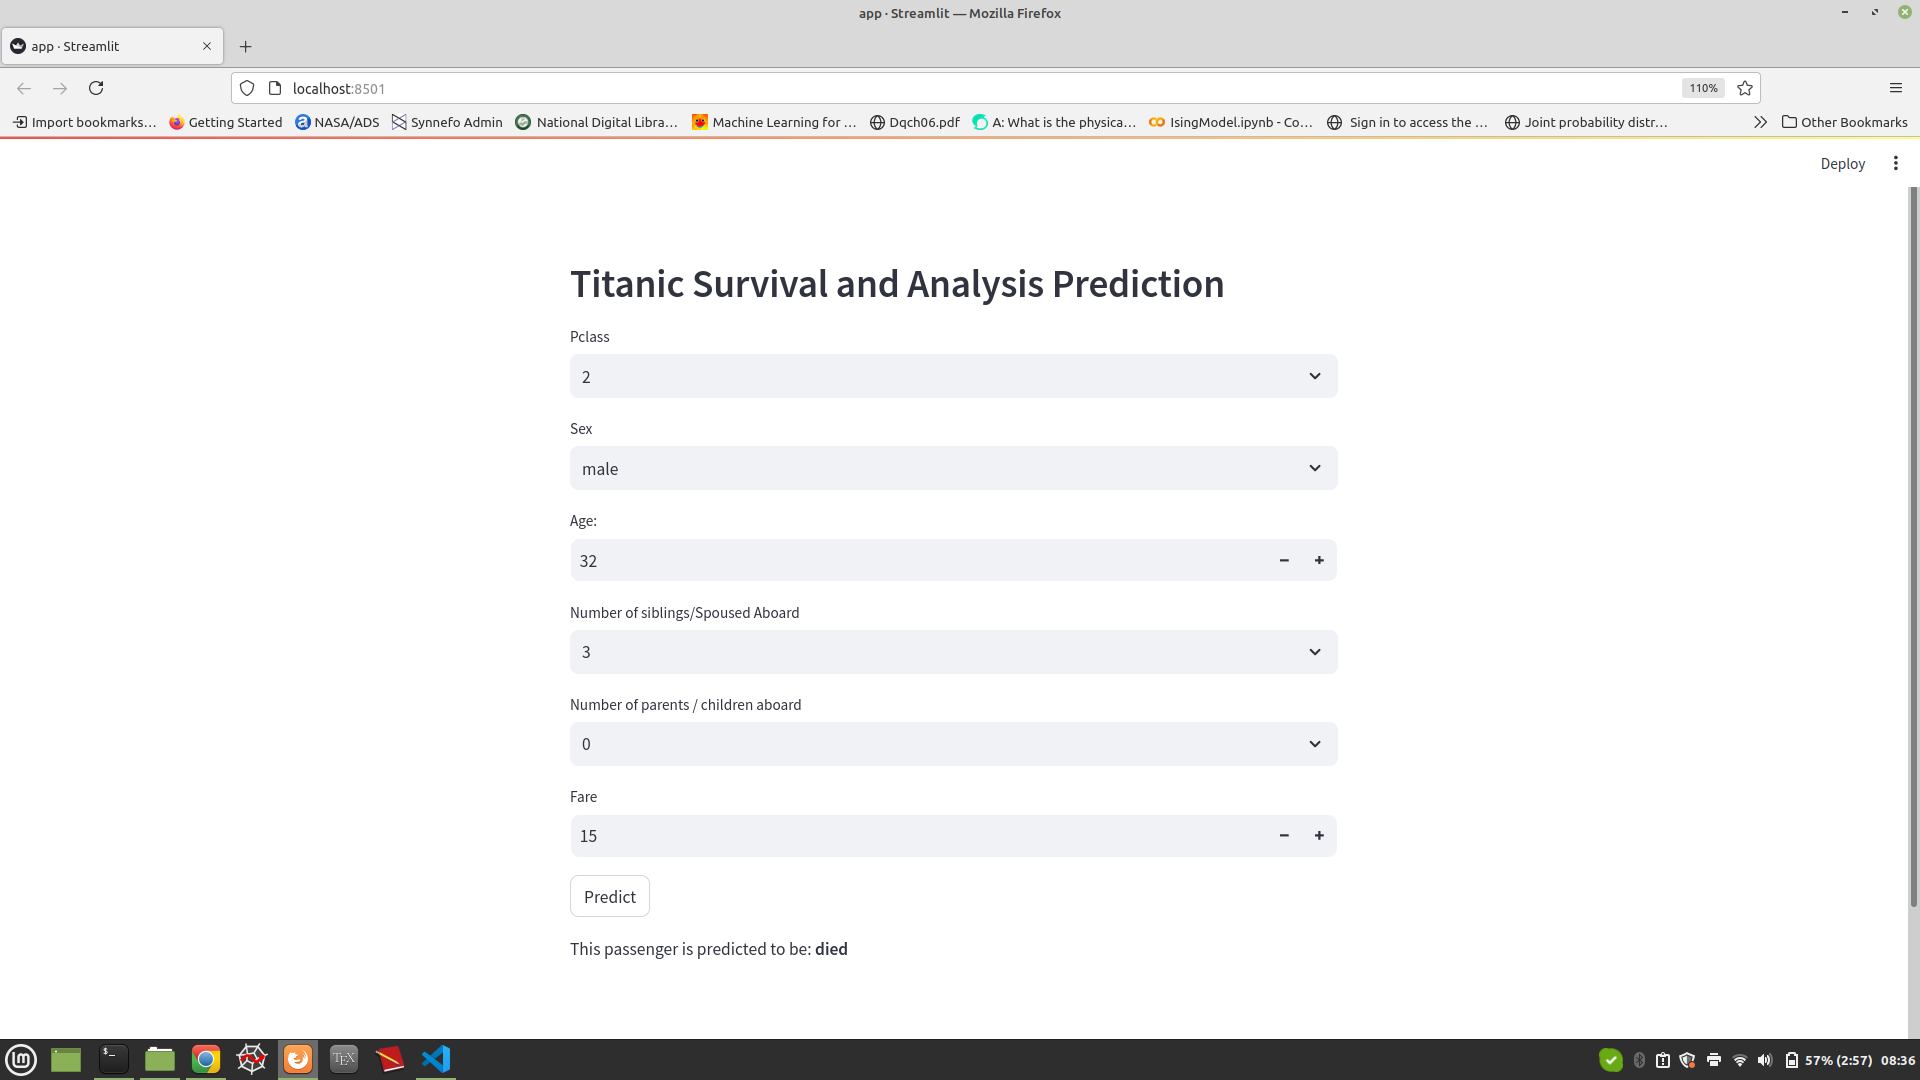 app · Streamlit — Mozilla Firefox
app · Streamlit
localhost:8501
110%
Import bookmarks... Getting Started NASA/ADS Synnefo Admin National Digital Libra... Machine Learning for ... Dqch06.pdf A: What is the physica... IsingModel.ipynb - Co... Sign in to access the ... Joint probability distr... Other Bookmarks
Deploy
Titanic Survival and Analysis Prediction
Pclass
2
Sex
male
Age:
32
Number of siblings/Spoused Aboard
3
Number of parents / children aboard
0
Fare
15
Predict
This passenger is predicted to be: died
TEX
57% (2:57) 08:36